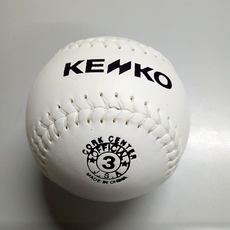 KENKO
CORK CENTER
OFFICIAL
3
J.S.A
MADE IN CHINA